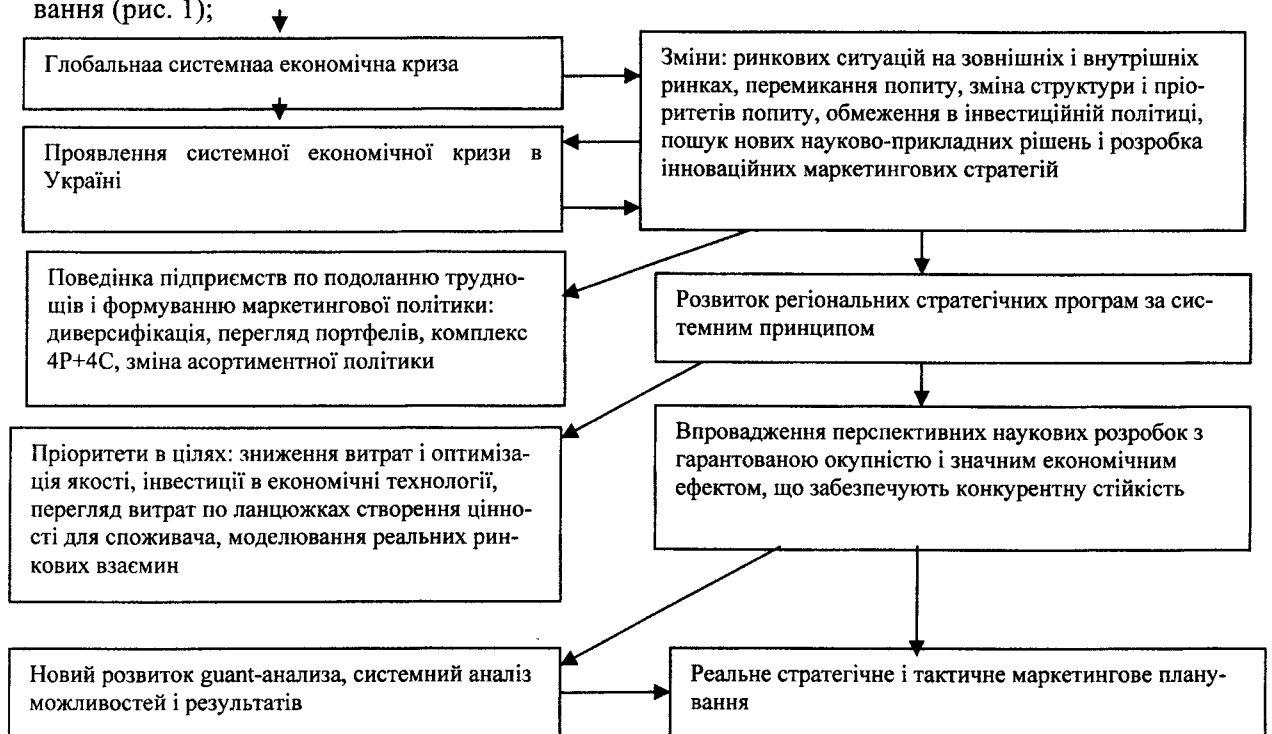 вання (рис. 1);
Глобальнаа системнаа економічна криза
Зміни: ринкових ситуацій на зовнішніх і внутрішніх
ринках, перемикання попиту, зміна структури і пріо-
ритетів попиту, обмеження в інвестиційній політиці,
пошук нових науково-прикладних рішень і розробка
інноваційних маркетингових стратегій
Проявлення системної економічної кризи в
Україні
Поведінка підприємств по подоланню трудно-
щів і формуванню маркетингової політики:
диверсифікація, перегляд портфелів, комплекс
4Р+4С, зміна асортиментної політики
Розвиток регіональних стратегічних програм за сис-
темним принципом
Пріоритети в цілях: зниження витрат і оптиміза-
ція якості, інвестиції в економічні технології,
перегляд витрат по ланцюжках створення цінно-
сті для споживача, моделювання реальних рин-
кових взаємин
Впровадження перспективних наукових розробок з
гарантованою окупністю і значним економічним
ефектом, що забезпечують конкурентну стійкість
Новий розвиток guant-анализа, системний аналіз
можливостей і результатів
Реальне стратегічне і тактичне маркетингове плану-
вання